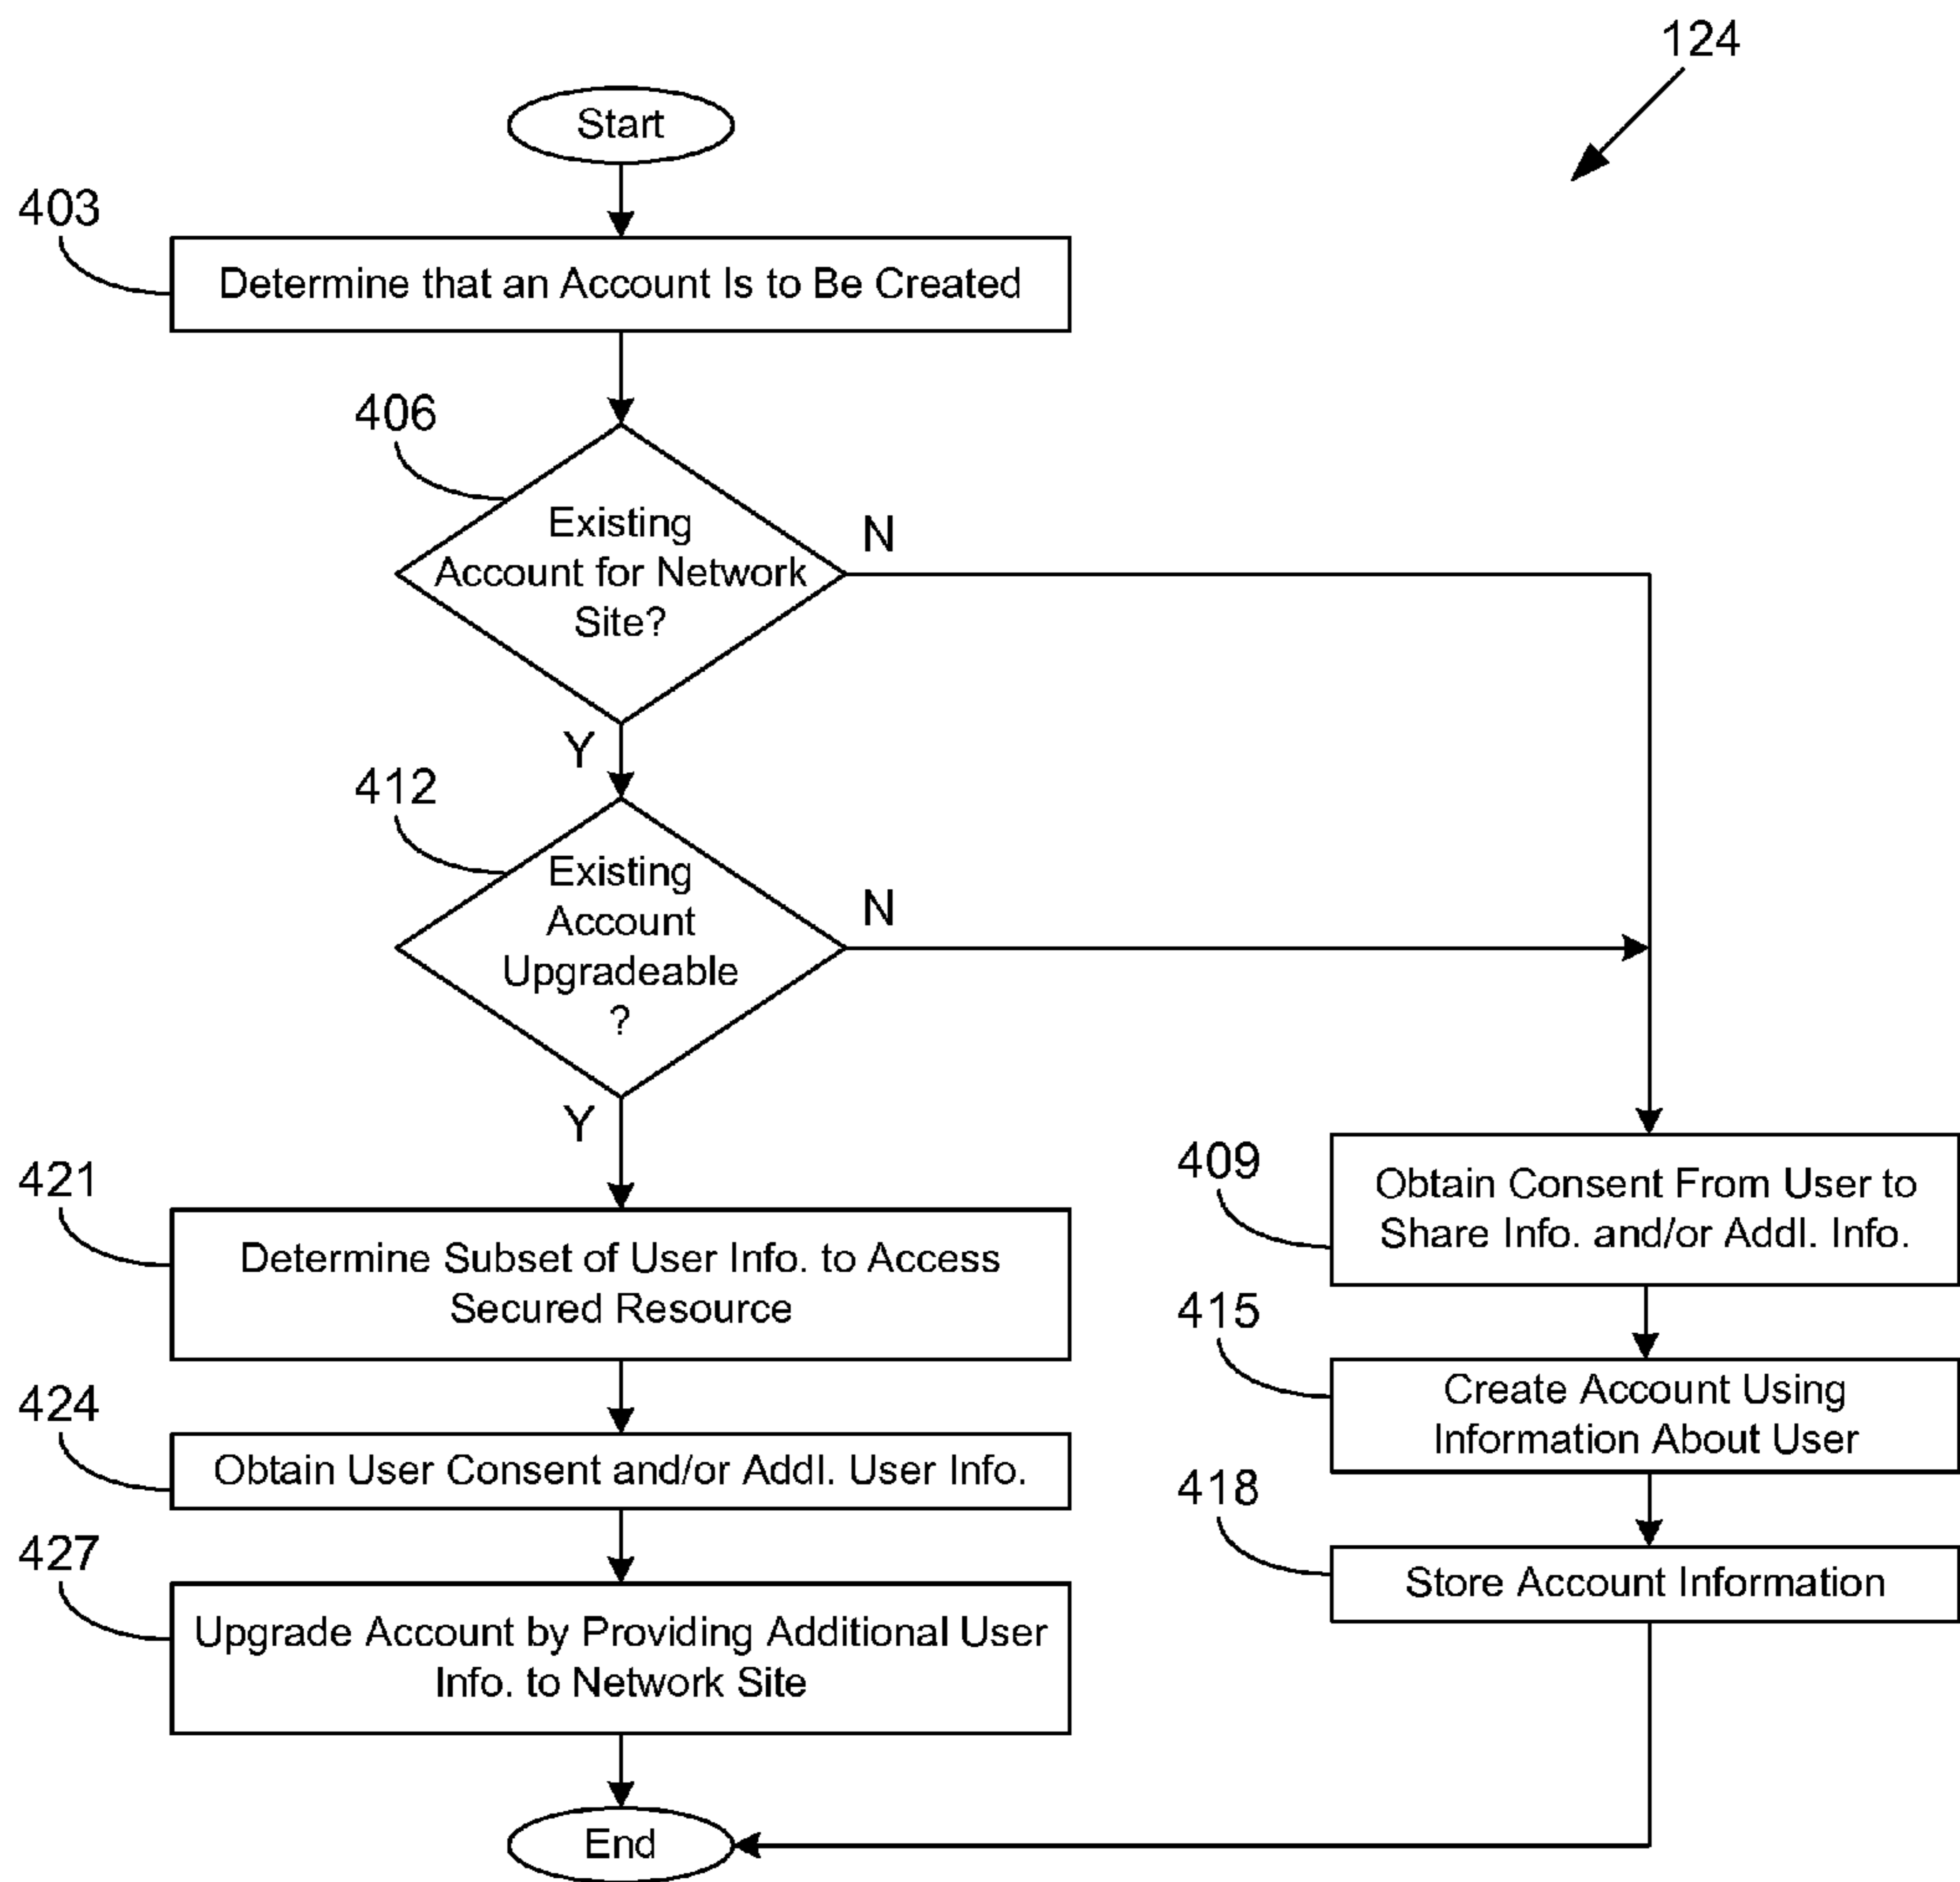 124
Start
403
Determine that an Account Is to Be Created
406
Existing
Account for Network
Site?
N
Y
412
Existing
Account
Upgradeable
?
N
Y
421
Determine Subset of User Info. to Access
Secured Resource
424
Obtain User Consent and/or Addl. User Info.
427
Upgrade Account by Providing Additional User
Info. to Network Site
409
Obtain Consent From User to
Share Info. and/or Addl. Info.
415
Create Account Using
Information About User
418
Store Account Information
End